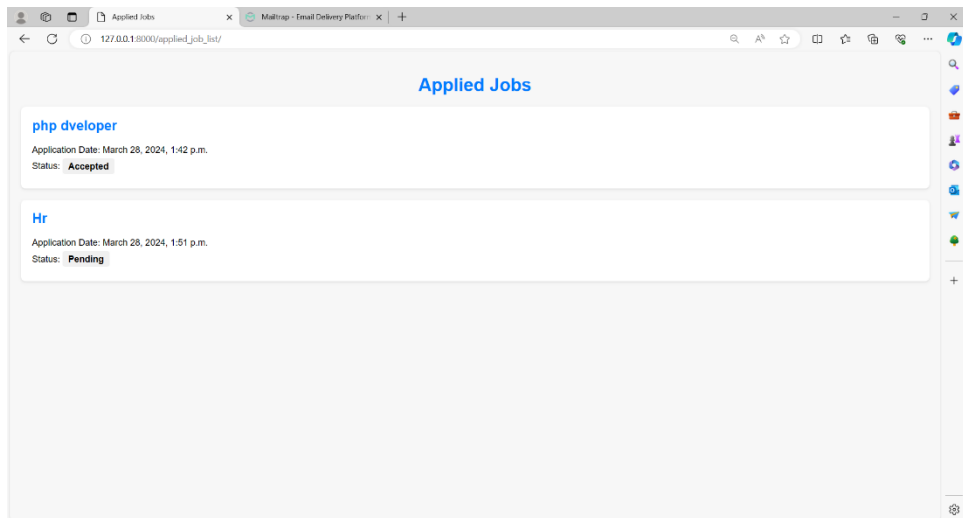 Applied Jobs
Mailtrap - Email Delivery Platform
127.0.0.1:8000/applied_job_list/
Applied Jobs
php dveloper
Application Date: March 28, 2024, 1:42 p.m.
Status: Accepted
Hr
Application Date: March 28, 2024, 1:51 p.m.
Status: Pending